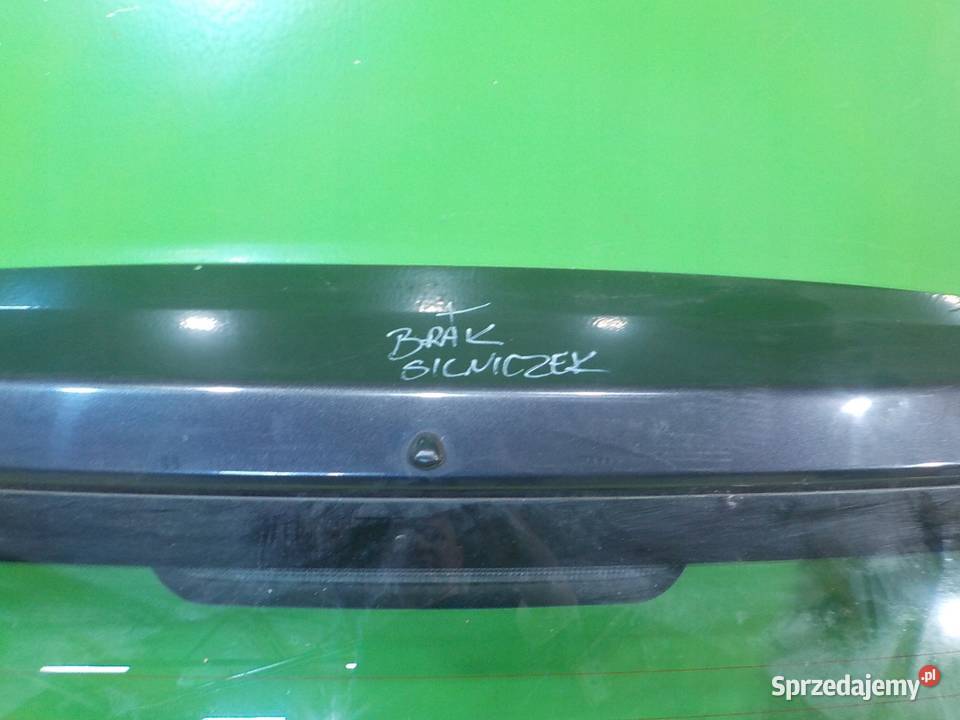 +
BRAK
SILNICZEK
Sprzedajemy.pl